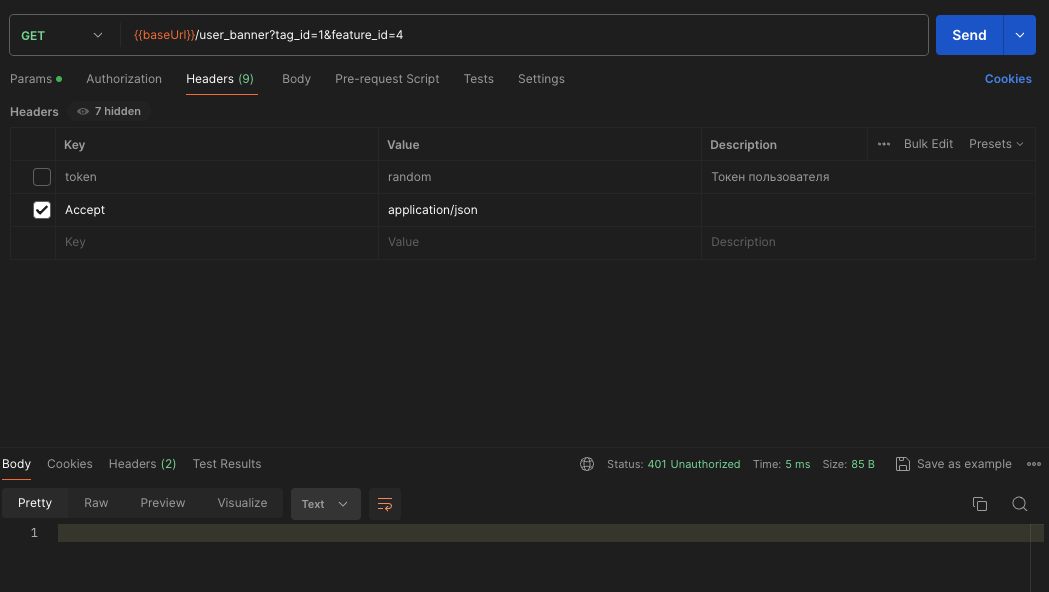 GET {{baseUrl}}/user_banner?tag_id=1&feature_id=4 Send
Params Authorization Headers (9) Body Pre-request Script Tests Settings Cookies
Headers 7 hidden
Key Value Description Bulk Edit Presets
token random Токен пользователя
Accept application/json
Key Value Description
Body Cookies Headers (2) Test Results Status: 401 Unauthorized Time: 5 ms Size: 85 B Save as example
Pretty Raw Preview Visualize Text
1